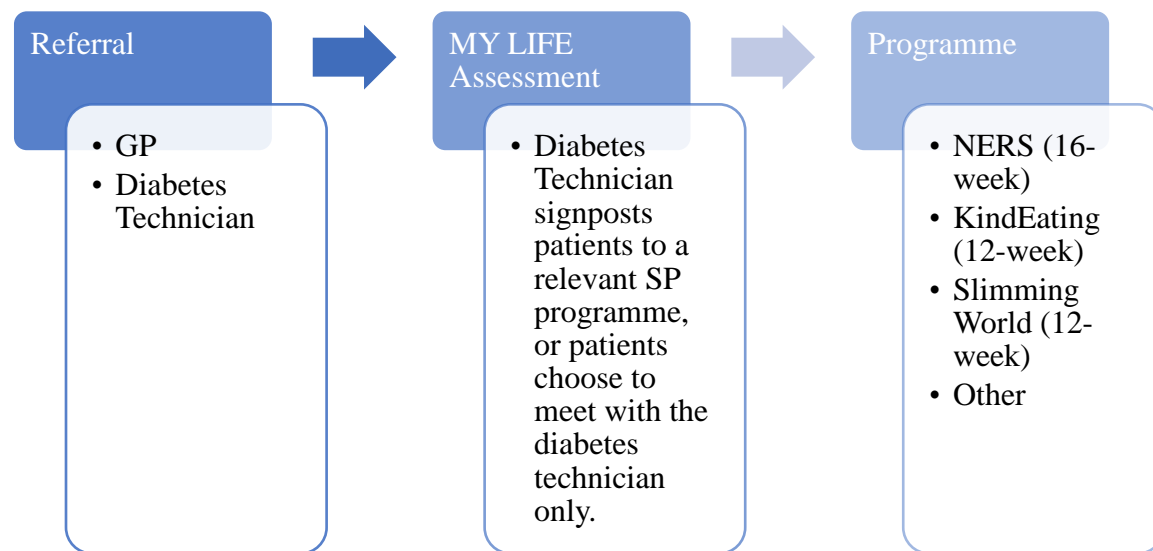 Referral
• GP
• Diabetes
Technician
MY LIFE
Assessment
• Diabetes
Technician
signposts
patients to a
relevant SP
programme,
or patients
choose to
meet with the
diabetes
technician
only.
Programme
• NERS (16-
week)
• KindEating
(12-week)
• Slimming
World (12-
week)
• Other